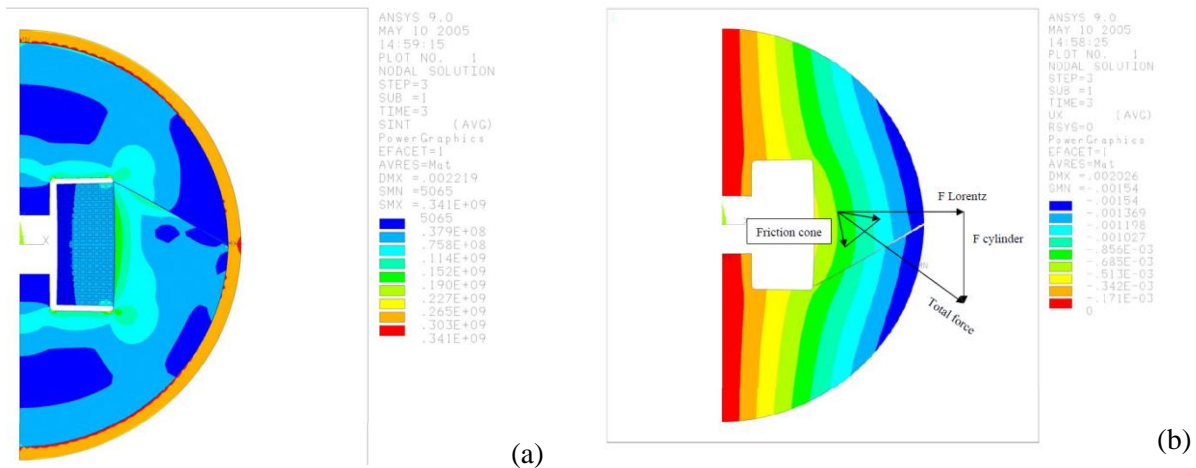 ANSYS 9.0
MAY 10 2005
14:59:15
PLOT NO. 1
NODAL SOLUTION
STEP=3
SUB =1
TIME=3
SINT (AVG)
PowerGraphics
EFACET=1
AVRES=Mat
DMX =.002219
SMN =5065
SMX =.341E+09
5065
.379E+08
.758E+08
.114E+09
.152E+09
.190E+09
.227E+09
.265E+09
.303E+09
.341E+09
X
(a)
ANSYS 9.0
MAY 10 2005
14:58:25
PLOT NO. 1
NODAL SOLUTION
STEP=3
SUB =1
TIME=3
UX (AVG)
RSYS=0
PowerGraphics
EFACET=1
AVRES=Mat
DMX =.002026
SMN =-.00154
-.00154
-.001369
-.001198
-.001027
-.856E-03
-.685E-03
-.513E-03
-.342E-03
-.171E-03
0
F Lorentz
Friction cone
F cylinder
Total force
(b)